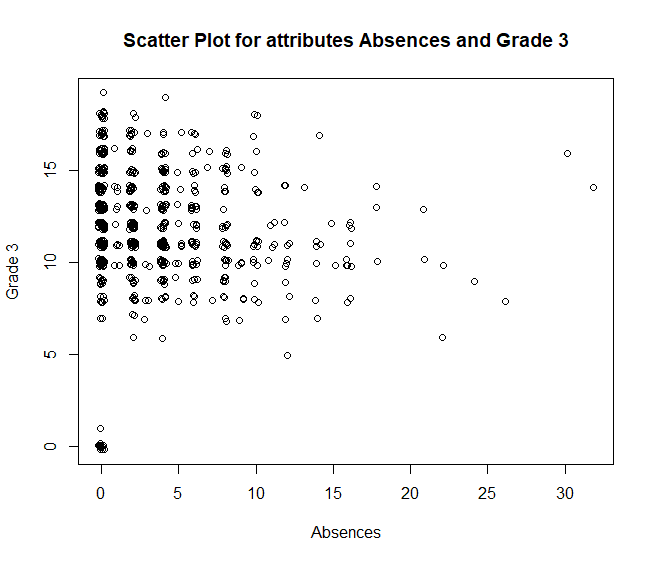 Scatter Plot for attributes Absences and Grade 3
Grade 3
15
10
5
0
0 5 10 15 20 25 30
Absences